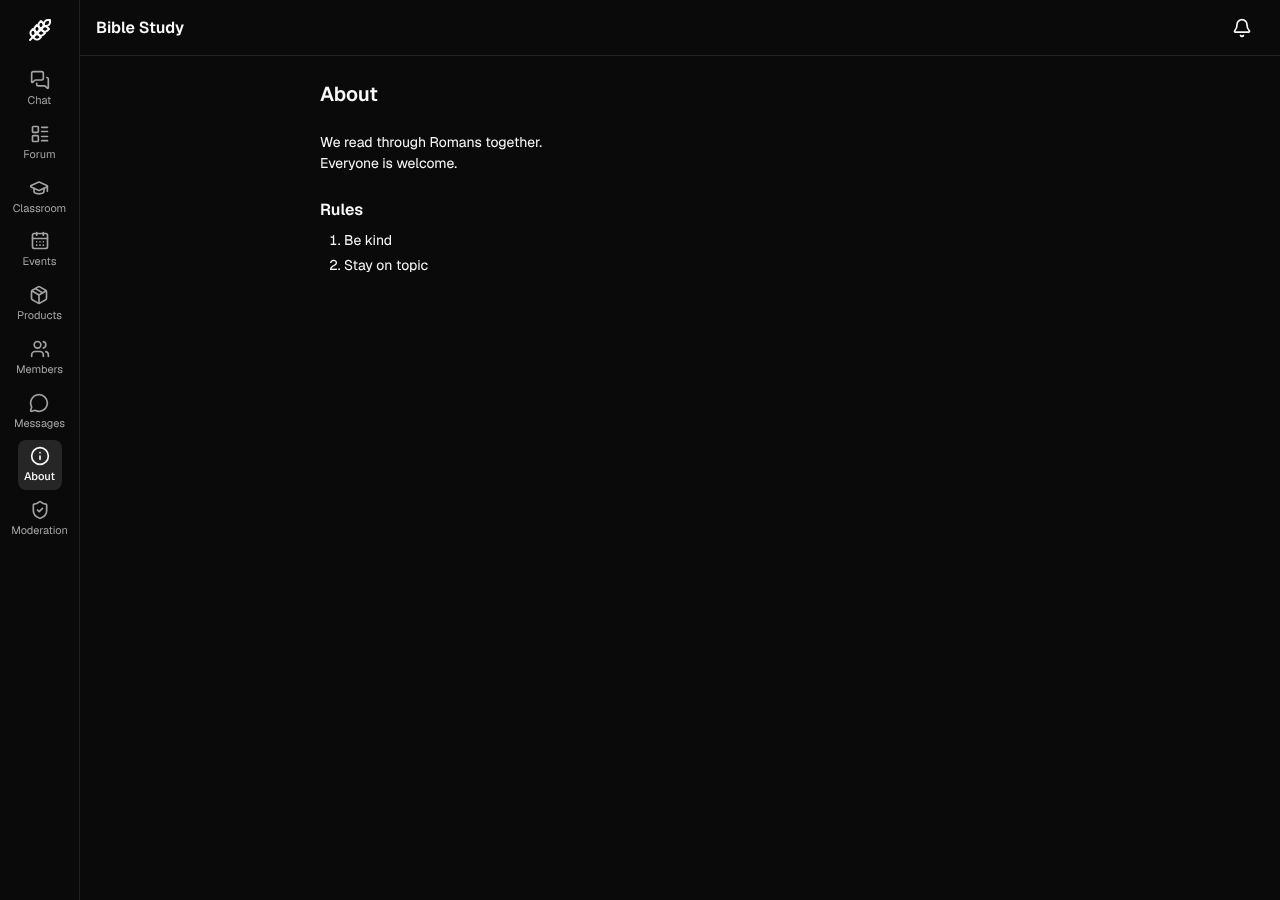 Bible Study
Chat
Forum
Classroom
Events
Products
Members
Messages
About
Moderation
About
We read through Romans together.
Everyone is welcome.
Rules
1. Be kind
2. Stay on topic